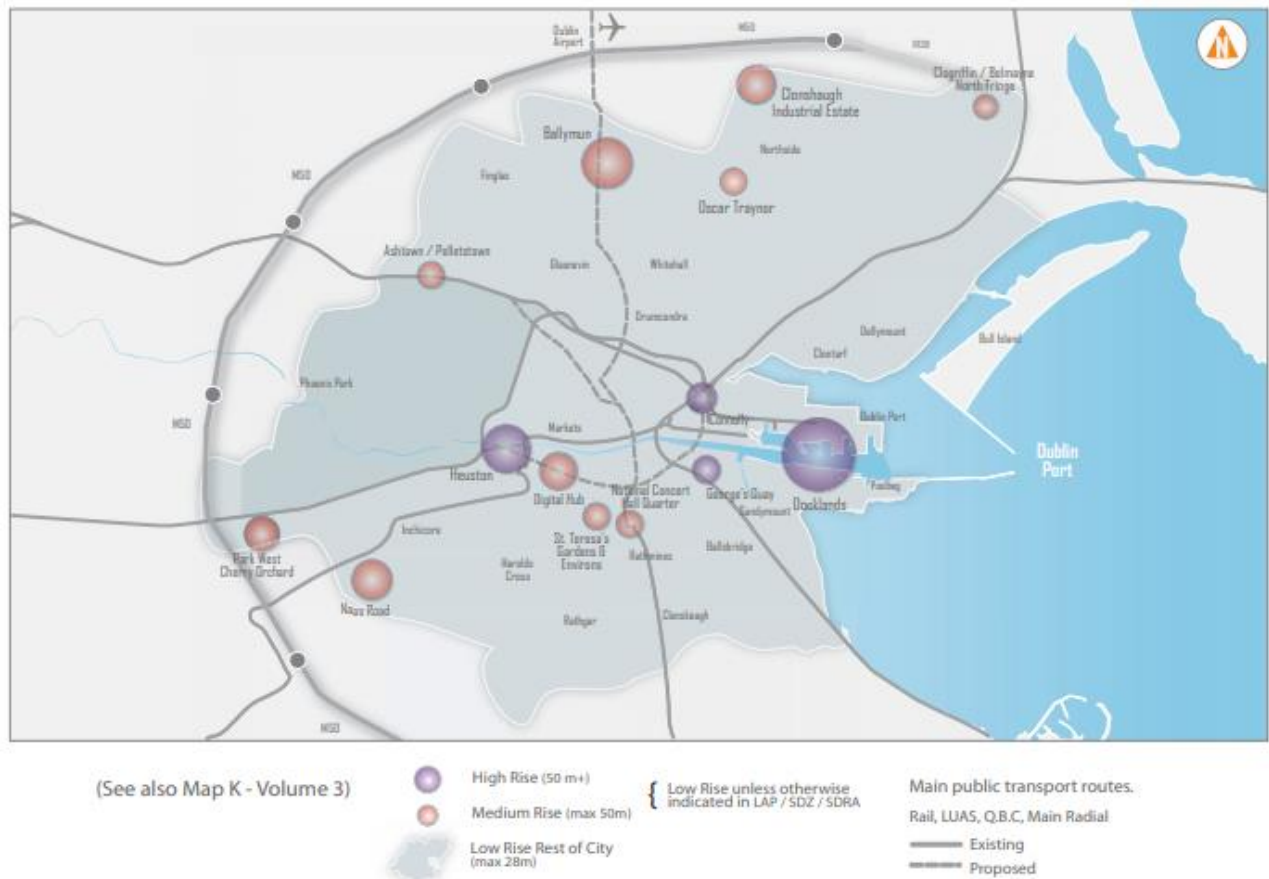 Dublin
Airport
M50
M50
N
Clogriffin / Belmayne
North Fringe
Clonshaugh
Industrial Estate
Ballymun
Northside
Finglas
M50
Oscar Traynor
Ashtown / Pelletstown
Glasnevin
Whitehall
Drumcondra
Dollymount
Bull Island
Clontarf
Phoenix Park
M50
Connolly
Dublin Port
Markets
Dublin
Port
Heuston
Digital Hub
National Concert
Hall Quarter
George's Quay
Docklands
Poolbeg
Sandymount
Inchicore
Park West
Cherry Orchard
St. Teresa's
Gardens &
Environs
Rathmines
Ballsbridge
Harolds
Cross
Naas Road
Rathgar
Clonshaugh
M50
(See also Map K - Volume 3)
High Rise (50 m+)
Medium Rise (max 50m)
Low Rise Rest of City
(max 28m)
{ Low Rise unless otherwise
indicated in LAP / SDZ / SDRA
Main public transport routes.
Rail, LUAS, Q.B.C, Main Radial
Existing
Proposed